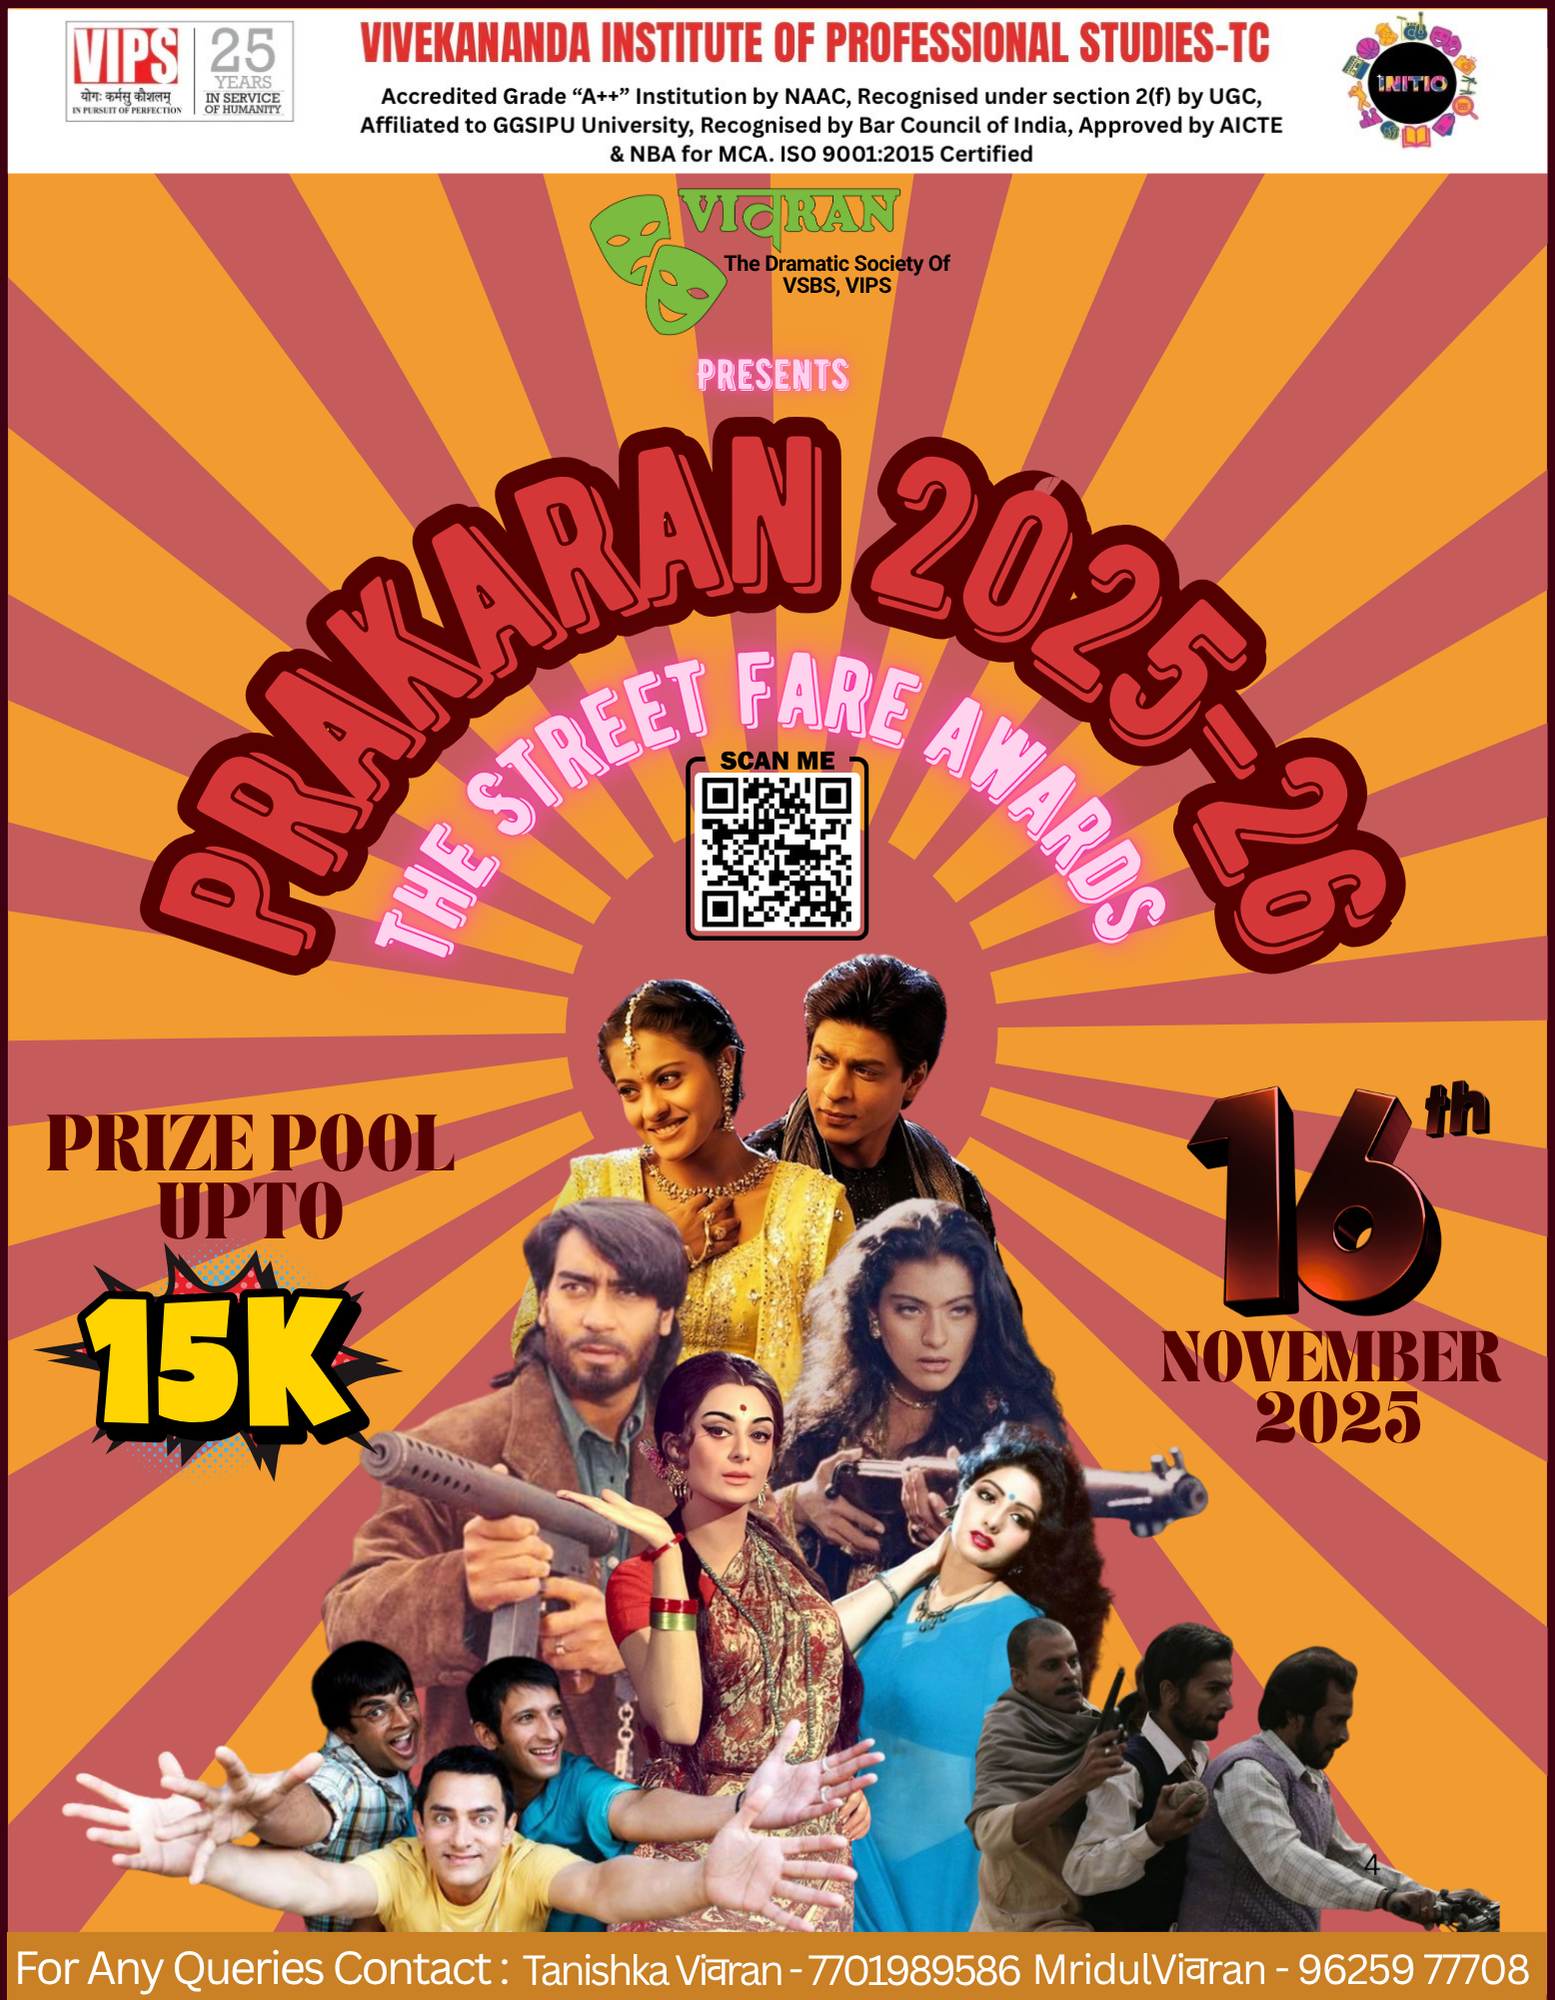 VIPS
योगः कर्मसु कौशलम्
IN PURSUIT OF PERFECTION
25
YEARS
IN SERVICE
OF HUMANITY
VIVEKANANDA INSTITUTE OF PROFESSIONAL STUDIES-TC
Accredited Grade “A++” Institution by NAAC, Recognised under section 2(f) by UGC,
Affiliated to GGSIPU University, Recognised by Bar Council of India, Approved by AICTE
& NBA for MCA. ISO 9001:2015 Certified
INITIO
VIवRAN
The Dramatic Society Of
VSBS, VIPS
PRESENTS
PRAKARAN 2025-26
THE STREET FARE AWARDS
SCAN ME
PRIZE POOL
UPTO
15K
16th
NOVEMBER
2025
4
For Any Queries Contact : Tanishka Viवran - 7701989586 MridulViवran - 96259 77708